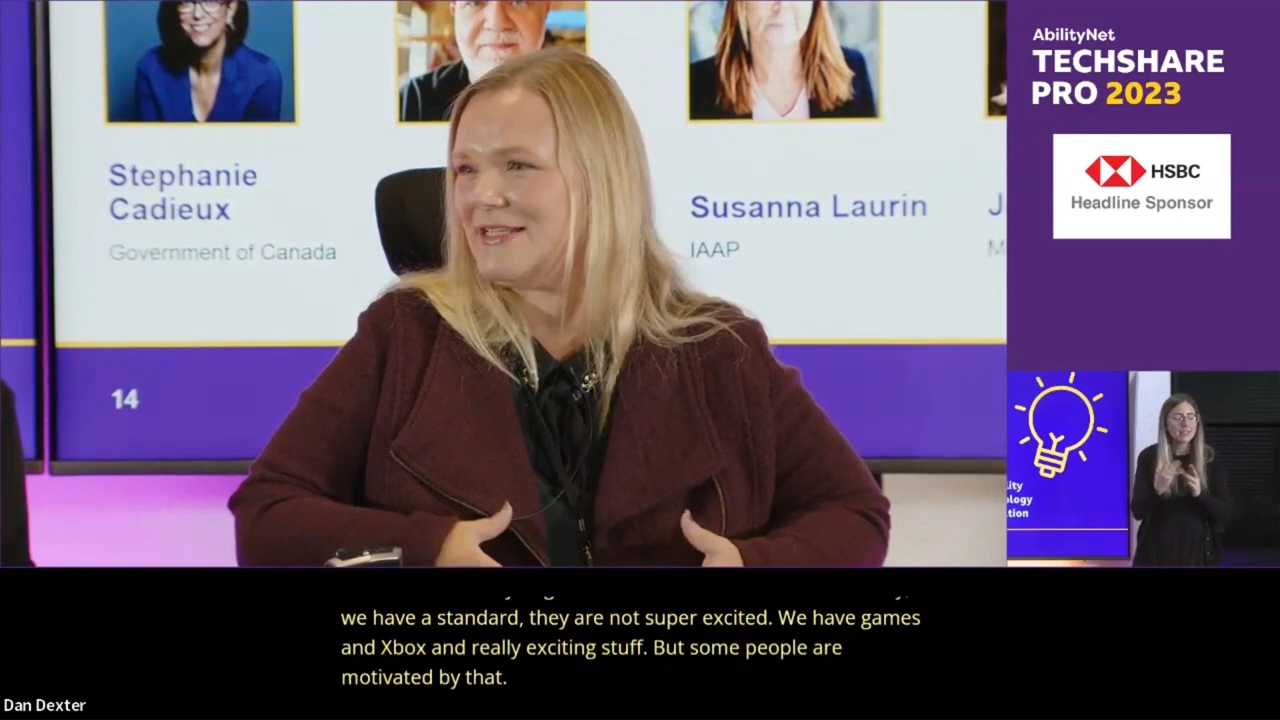 Stephanie
Cadieux
Government of Canada
Susanna Laurin
IAAP
14
AbilityNet
TECHSHARE
PRO 2023
HSBC
Headline Sponsor
we have a standard, they are not super excited. We have games
and Xbox and really exciting stuff. But some people are
motivated by that.
Dan Dexter